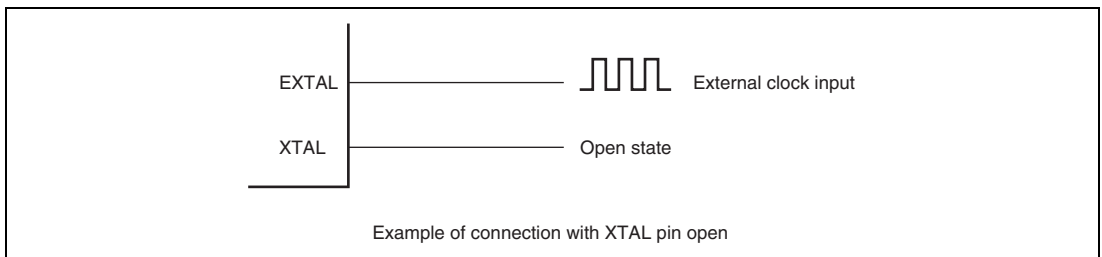 EXTAL External clock input
XTAL Open state
Example of connection with XTAL pin open